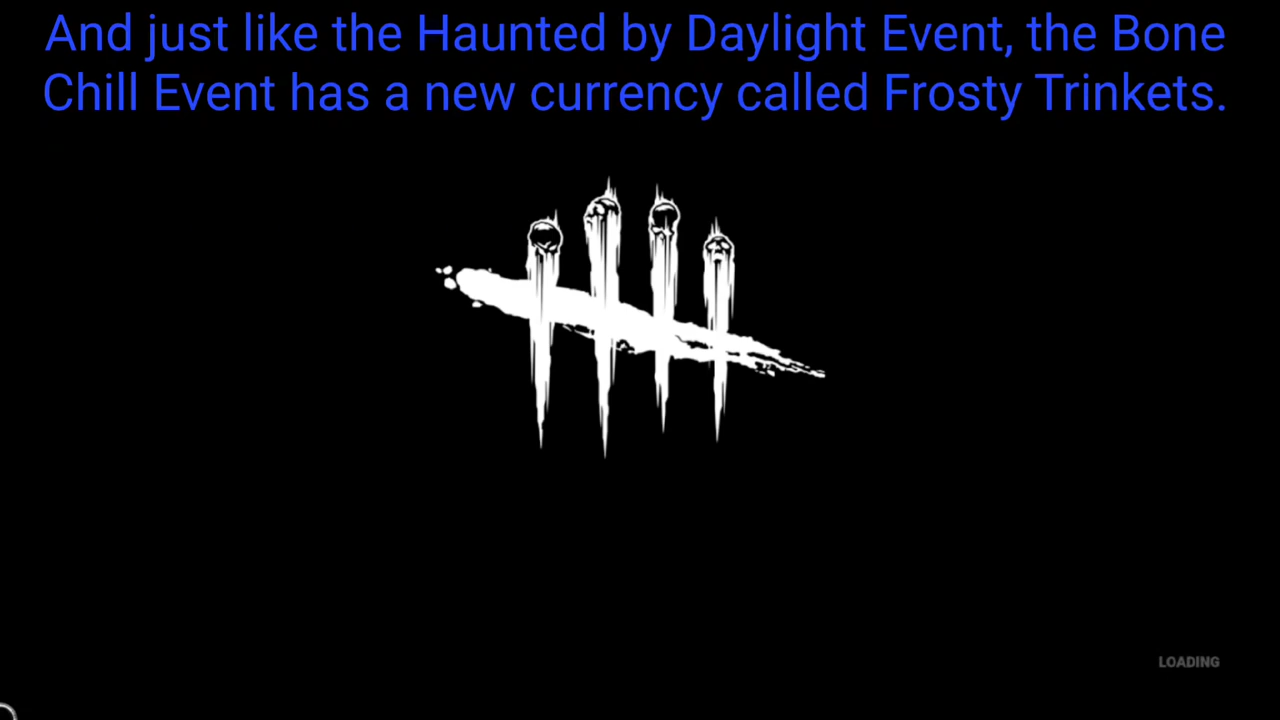 And just like the Haunted by Daylight Event, the Bone
Chill Event has a new currency called Frosty Trinkets.
LOADING